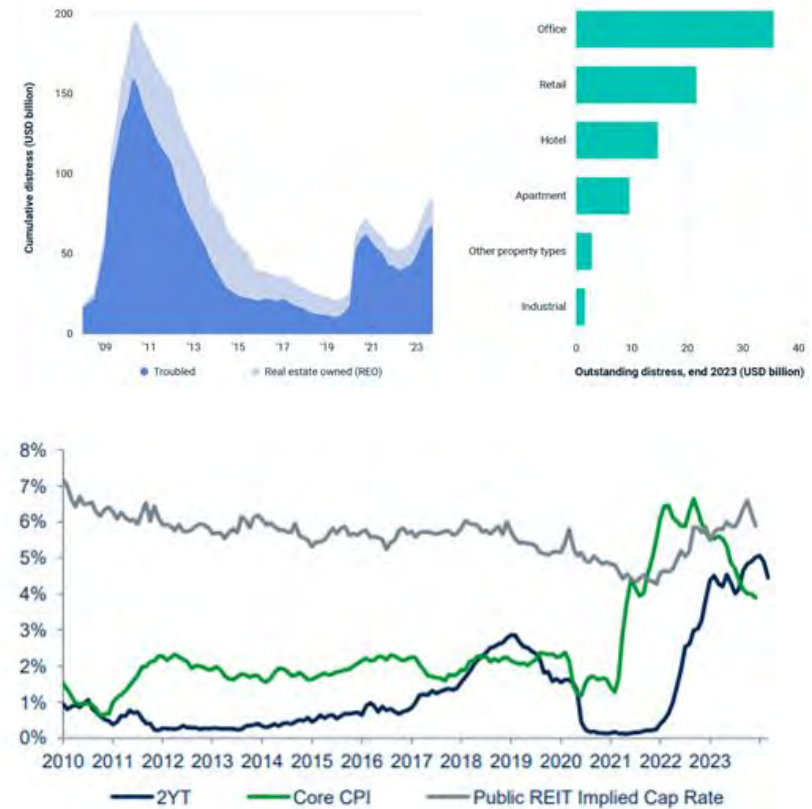 200
150
100
50
0
Cumulative distress (USD billion)
'09 '11 '13 '15 '17 '19 '21 '23
Troubled Real estate owned (REO)
Office
Retail
Hotel
Apartment
Other property types
Industrial
0 10 20 30 40
Outstanding distress, end 2023 (USD billion)
8%
7%
6%
5%
4%
3%
2%
1%
0%
2010 2011 2012 2013 2014 2015 2016 2017 2018 2019 2020 2021 2022 2023
2YT Core CPI Public REIT Implied Cap Rate